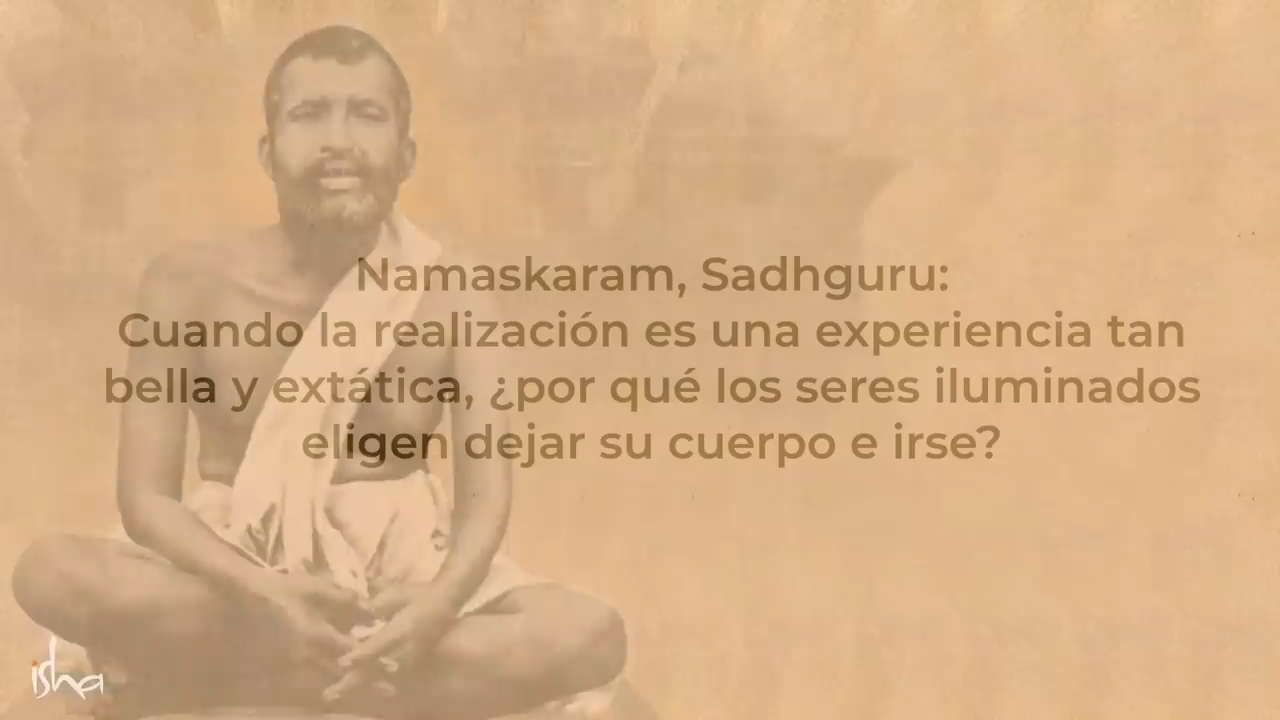 Namaskaram, Sadhguru:
Cuando la realización es una experiencia tan
bella y extática, ¿por qué los seres iluminados
eligen dejar su cuerpo e irse?
isha